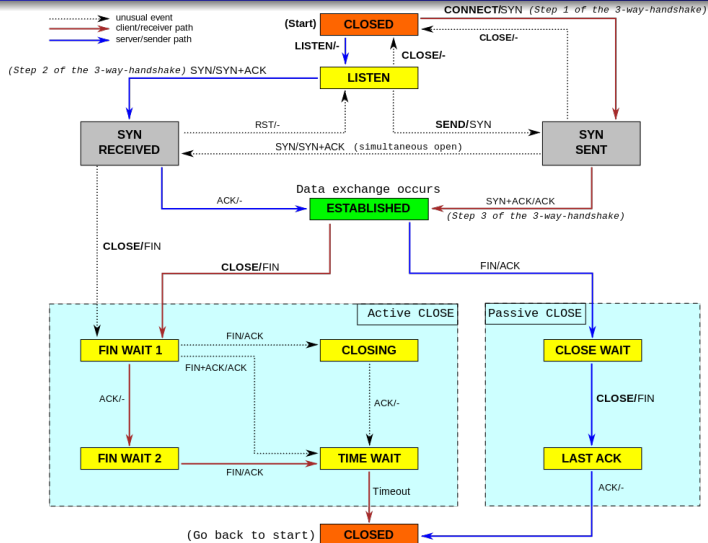 unusual event
client/receiver path
server/sender path
(Start)
CLOSED
CONNECT/SYN (Step 1 of the 3-way-handshake)
LISTEN/-
CLOSE/-
CLOSE/-
(Step 2 of the 3-way-handshake) SYN/SYN+ACK
LISTEN
RST/-
SEND/SYN
SYN
RECEIVED
SYN/SYN+ACK (simultaneous open)
SYN
SENT
Data exchange occurs
ACK/-
ESTABLISHED
SYN+ACK/ACK
(Step 3 of the 3-way-handshake)
CLOSE/FIN
CLOSE/FIN
FIN/ACK
Active CLOSE
Passive CLOSE
FIN WAIT 1
FIN/ACK
CLOSING
CLOSE WAIT
FIN+ACK/ACK
ACK/-
ACK/-
CLOSE/FIN
FIN WAIT 2
FIN/ACK
TIME WAIT
LAST ACK
Timeout
ACK/-
(Go back to start)
CLOSED